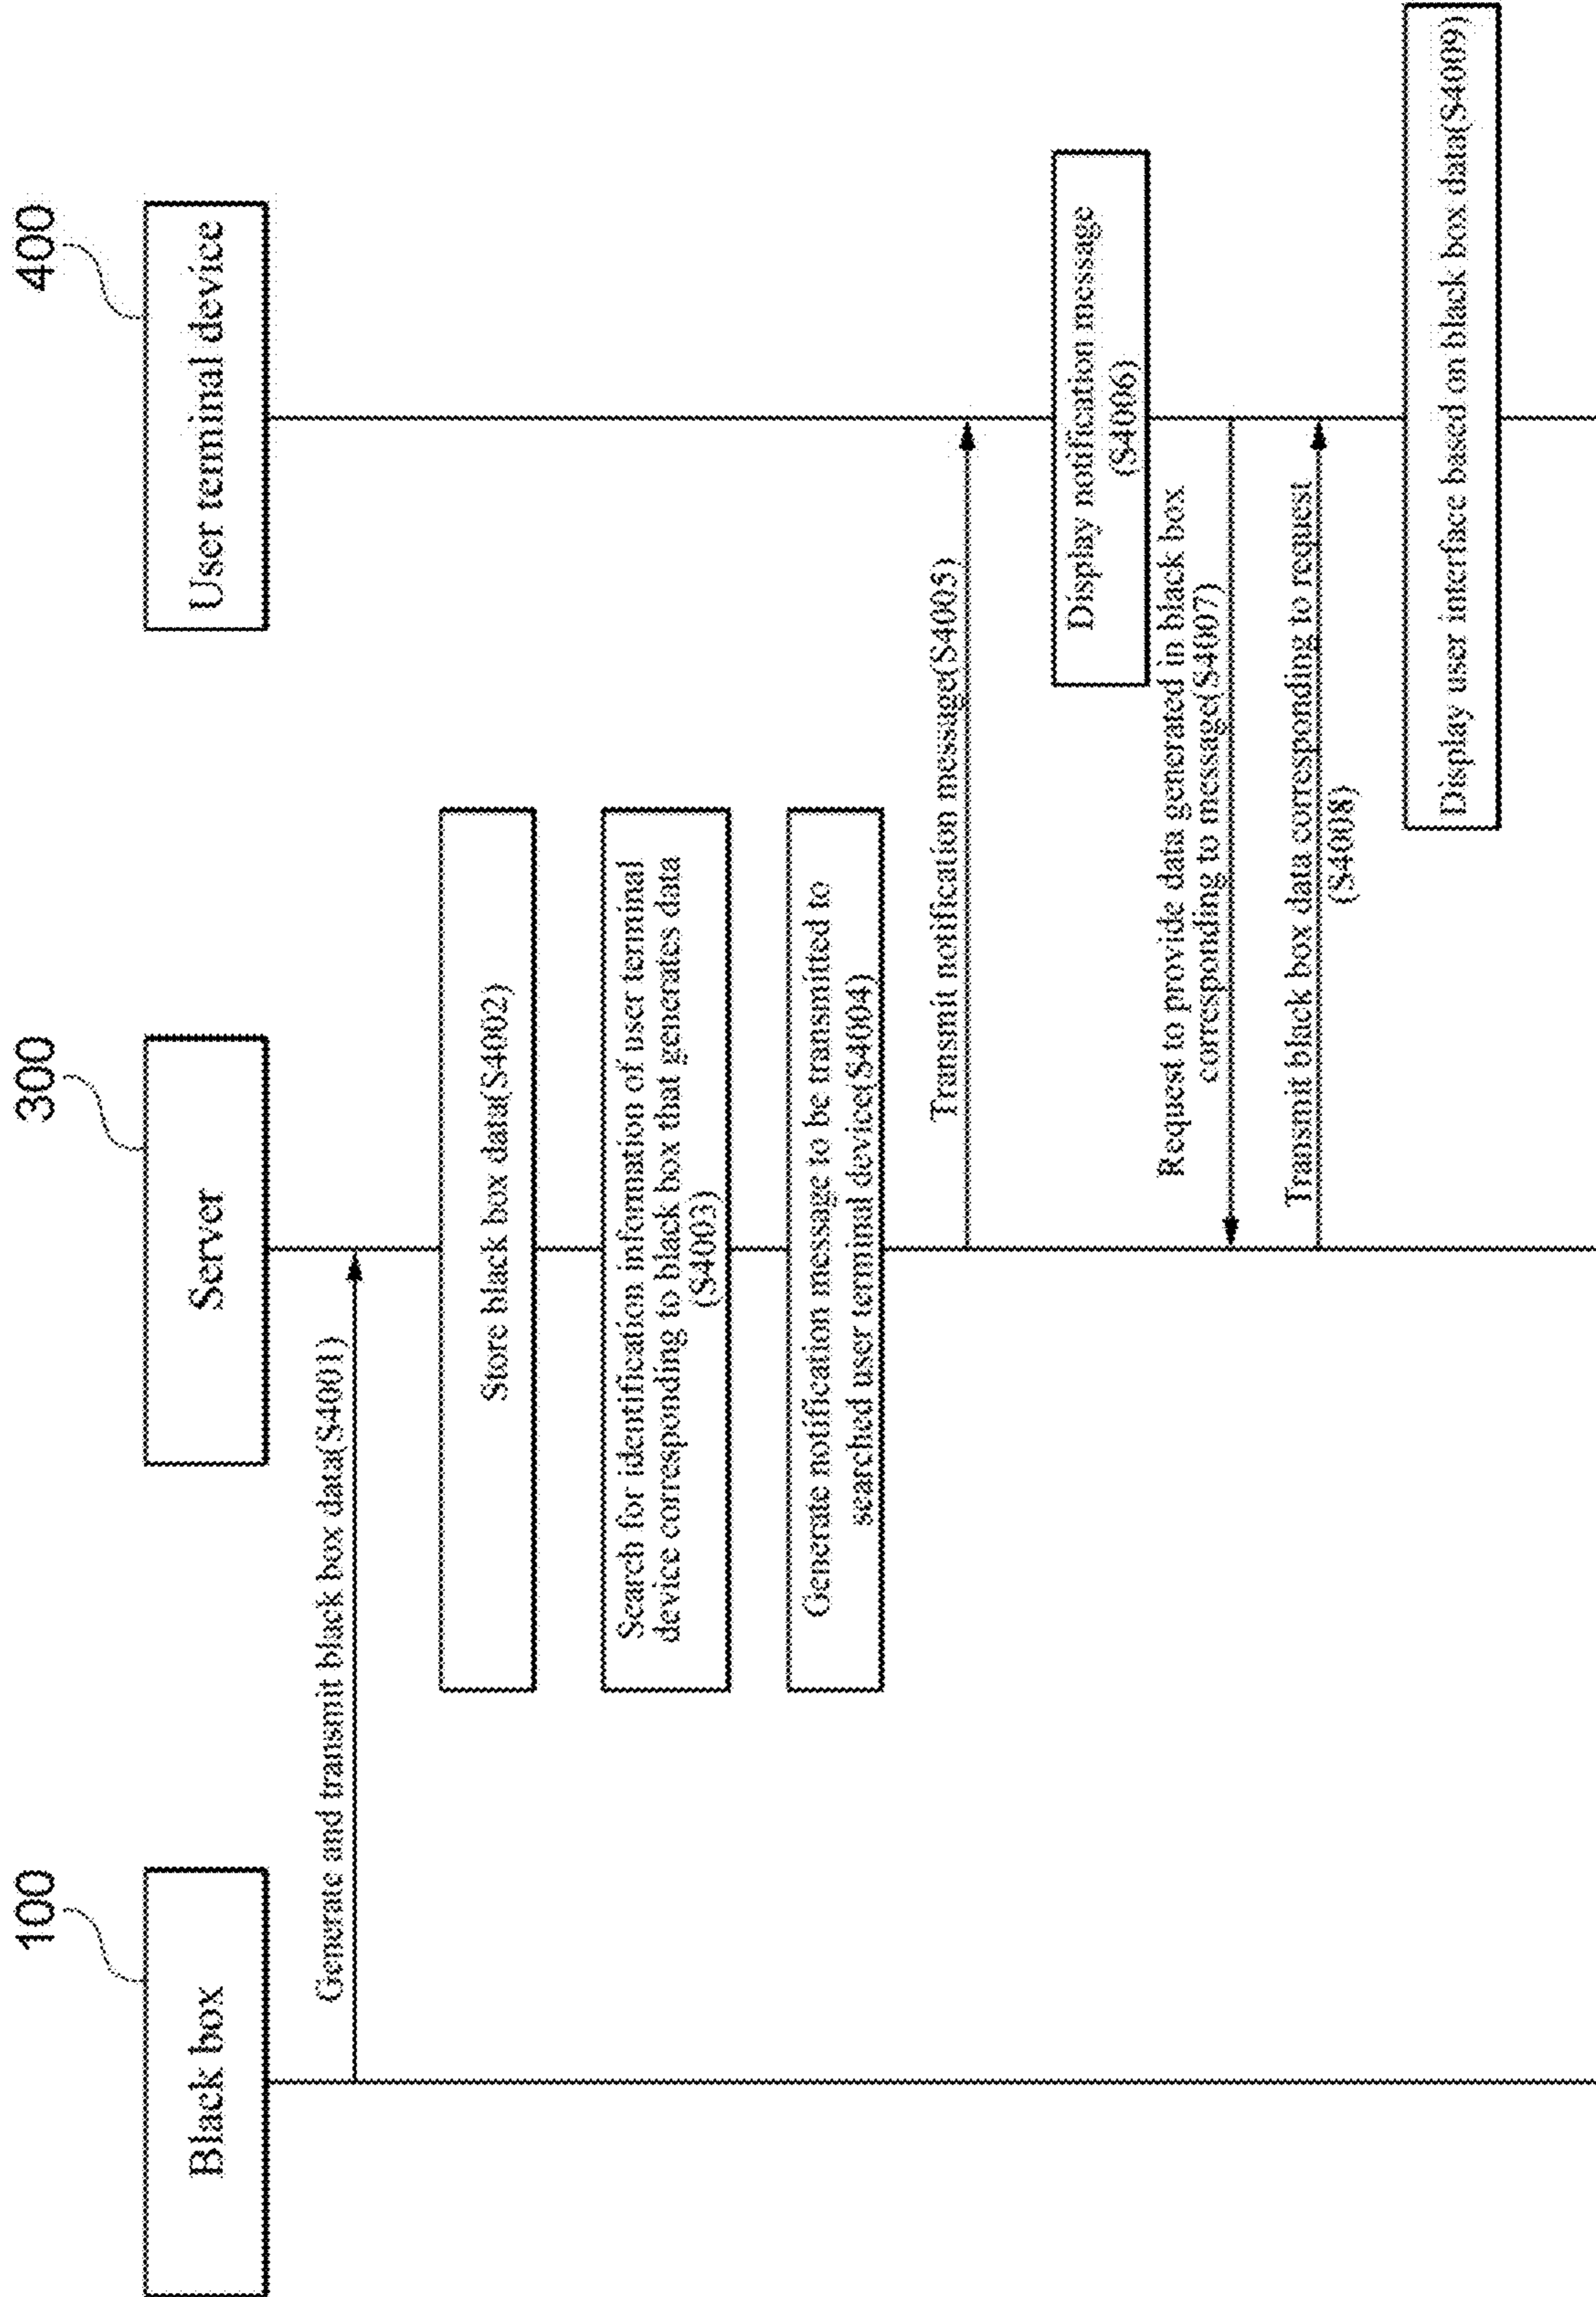 100
300
400
Black box
Server
User terminal device
Generate and transmit black box data(S4001)
Store black box data(S4002)
Search for identification information of user terminal
device corresponding to black box that generates data
(S4003)
Generate notification message to be transmitted to
searched user terminal device(S4004)
Transmit notification message(S4005)
Display notification message
(S4006)
Request to provide data generated in black box
corresponding to message(S4007)
Transmit black box data corresponding to request
(S4008)
Display user interface based on black box data(S4009)